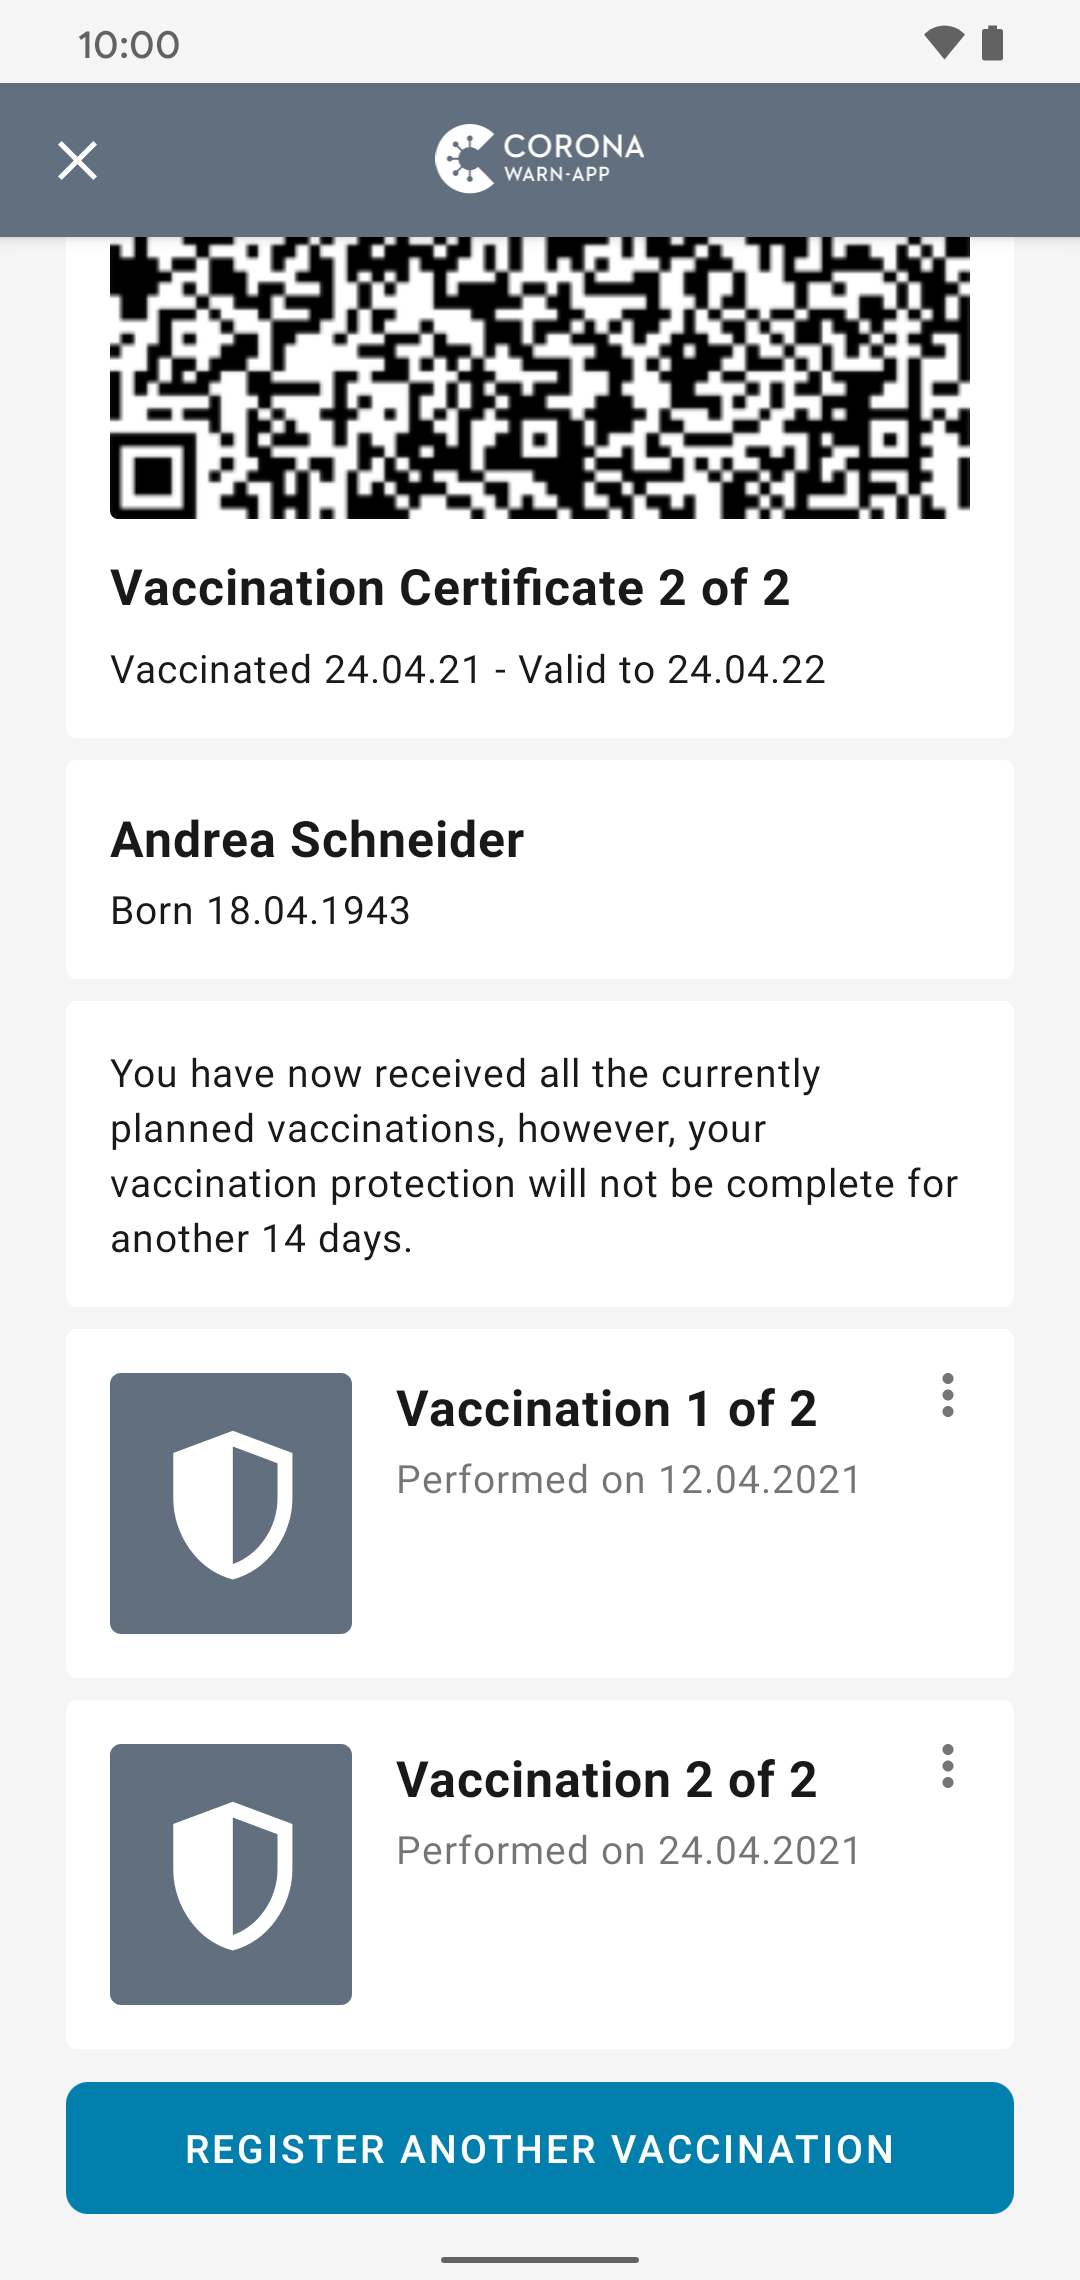 10:00
CORONA
WARN-APP
Vaccination Certificate 2 of 2
Vaccinated 24.04.21 - Valid to 24.04.22
Andrea Schneider
Born 18.04.1943
You have now received all the currently
planned vaccinations, however, your
vaccination protection will not be complete for
another 14 days.
Vaccination 1 of 2
Performed on 12.04.2021
Vaccination 2 of 2
Performed on 24.04.2021
REGISTER ANOTHER VACCINATION